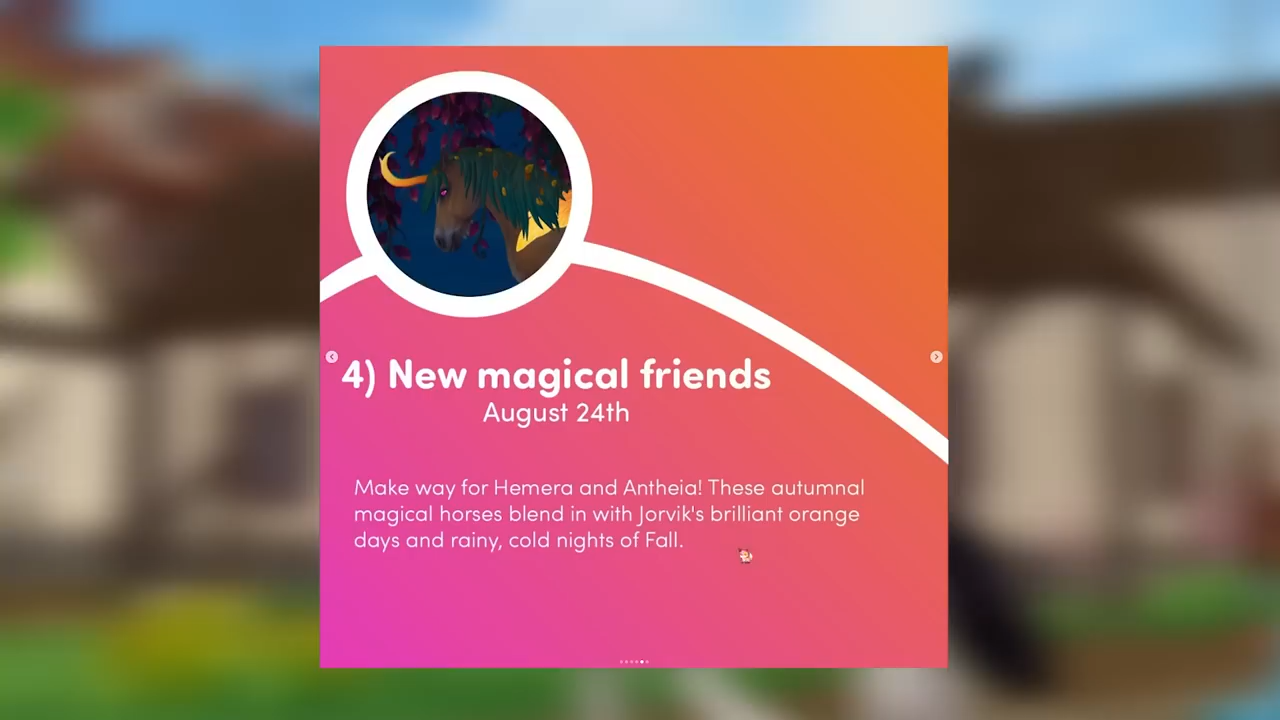 4) New magical friends
August 24th
Make way for Hemera and Antheia! These autumnal
magical horses blend in with Jorvik's brilliant orange
days and rainy, cold nights of Fall.